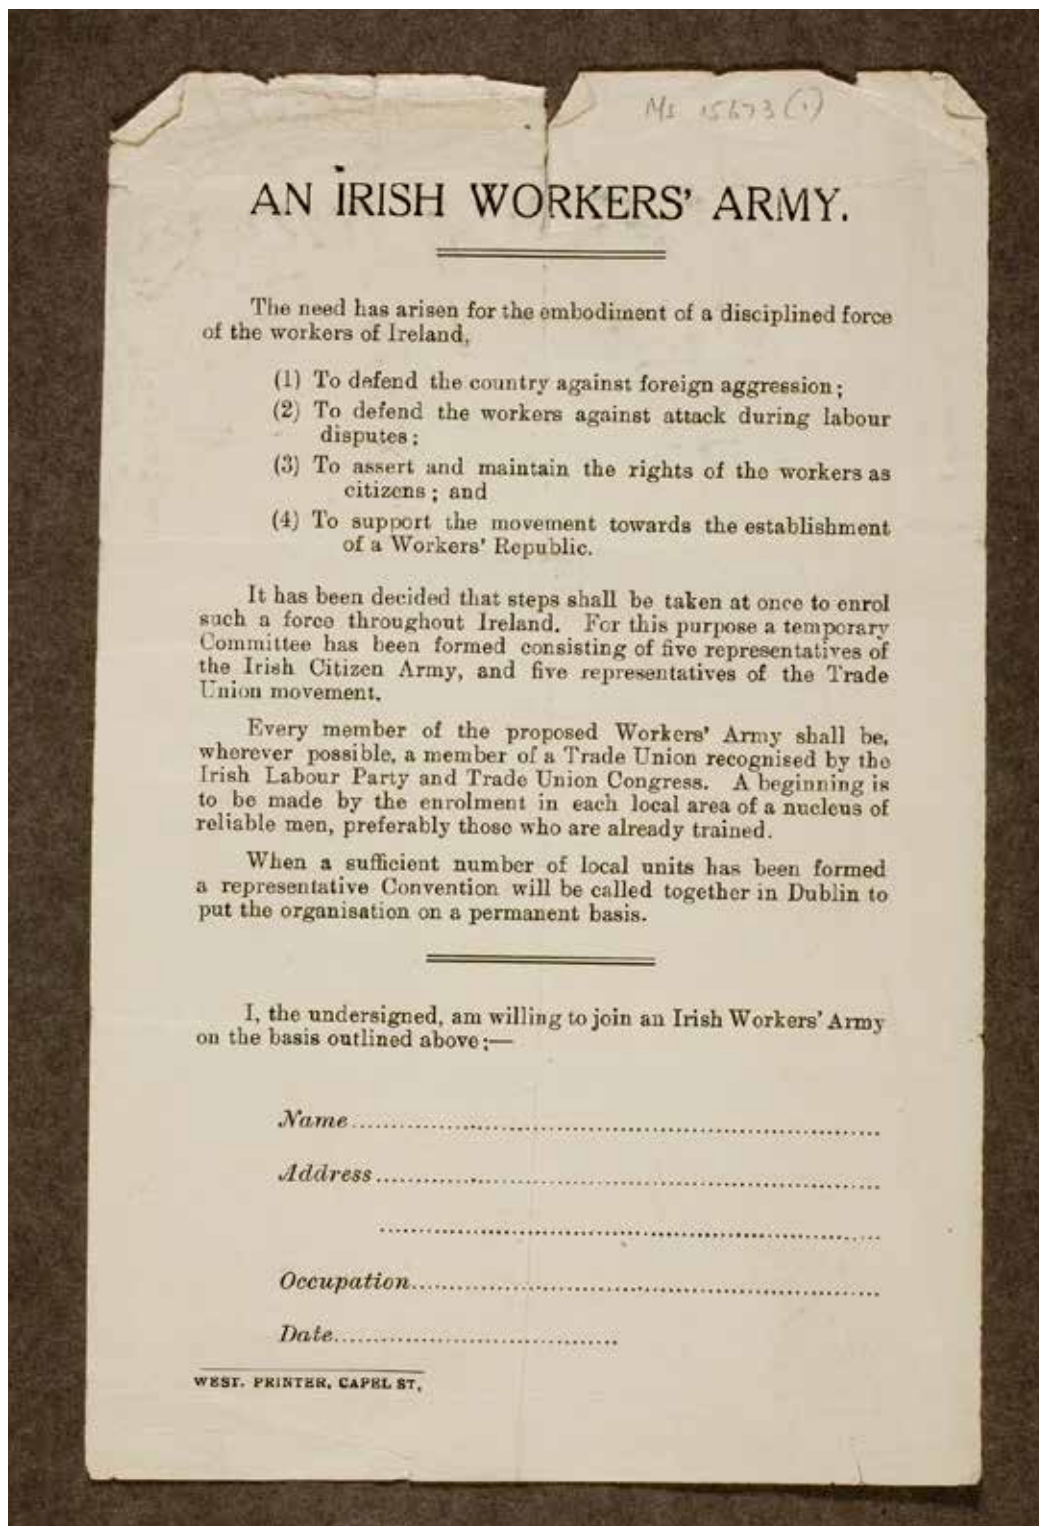 Ms 15673(1)
AN IRISH WORKERS' ARMY.
The need has arisen for the embodiment of a disciplined force
of the workers of Ireland,
(1) To defend the country against foreign aggression;
(2) To defend the workers against attack during labour
disputes;
(3) To assert and maintain the rights of the workers as
citizens; and
(4) To support the movement towards the establishment
of a Workers' Republic.
It has been decided that steps shall be taken at once to enrol
such a force throughout Ireland. For this purpose a temporary
Committee has been formed consisting of five representatives of
the Irish Citizen Army, and five representatives of the Trade
Union movement.
Every member of the proposed Workers' Army shall be,
wherever possible, a member of a Trade Union recognised by the
Irish Labour Party and Trade Union Congress. A beginning is
to be made by the enrolment in each local area of a nucleus of
reliable men, preferably those who are already trained.
When a sufficient number of local units has been formed
a representative Convention will be called together in Dublin to
put the organisation on a permanent basis.
I, the undersigned, am willing to join an Irish Workers' Army
on the basis outlined above:—
Name
Address
Occupation
Date
WEST. PRINTER, CAPEL ST,